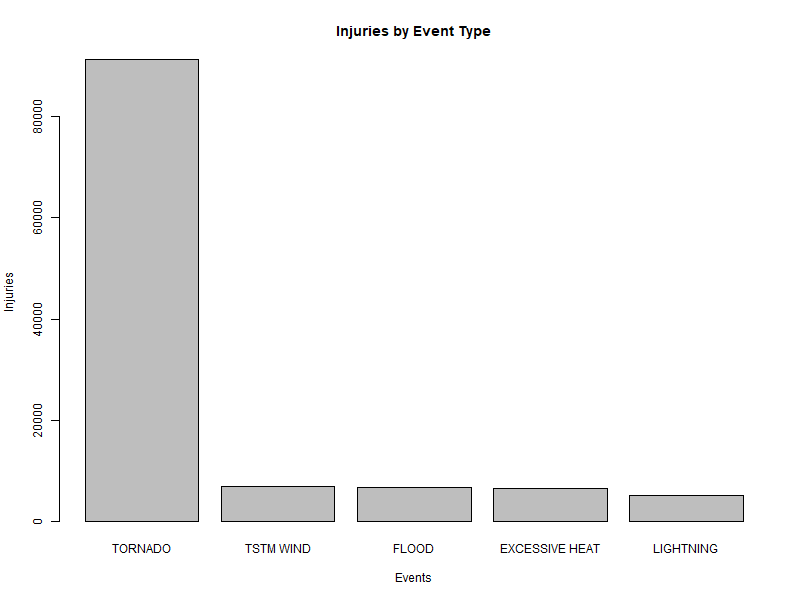 Injuries by Event Type
Injuries
80000
60000
40000
20000
0
TORNADO
TSTM WIND
FLOOD
EXCESSIVE HEAT
LIGHTNING
Events